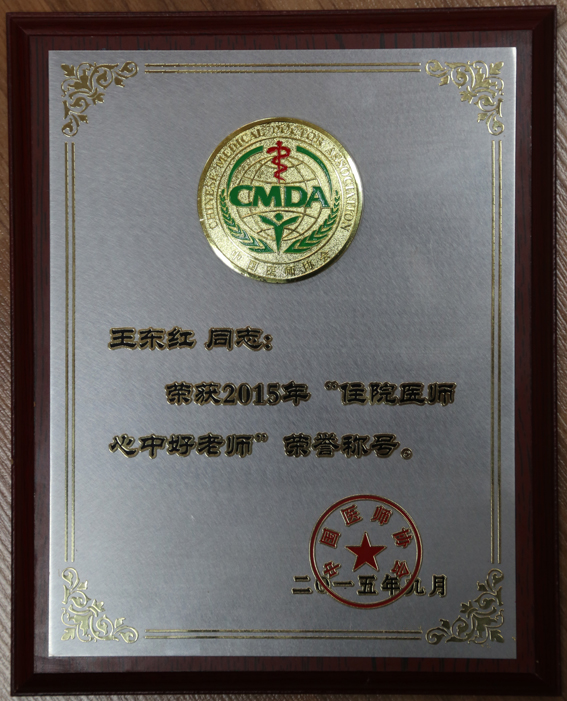 CHINESE MEDICAL DOCTOR ASSOCIATION
CMDA
中国医师协会
王东红 同志：
荣获2015年“住院医师
心中好老师”荣誉称号。
中国医师协会
二〇一五年九月